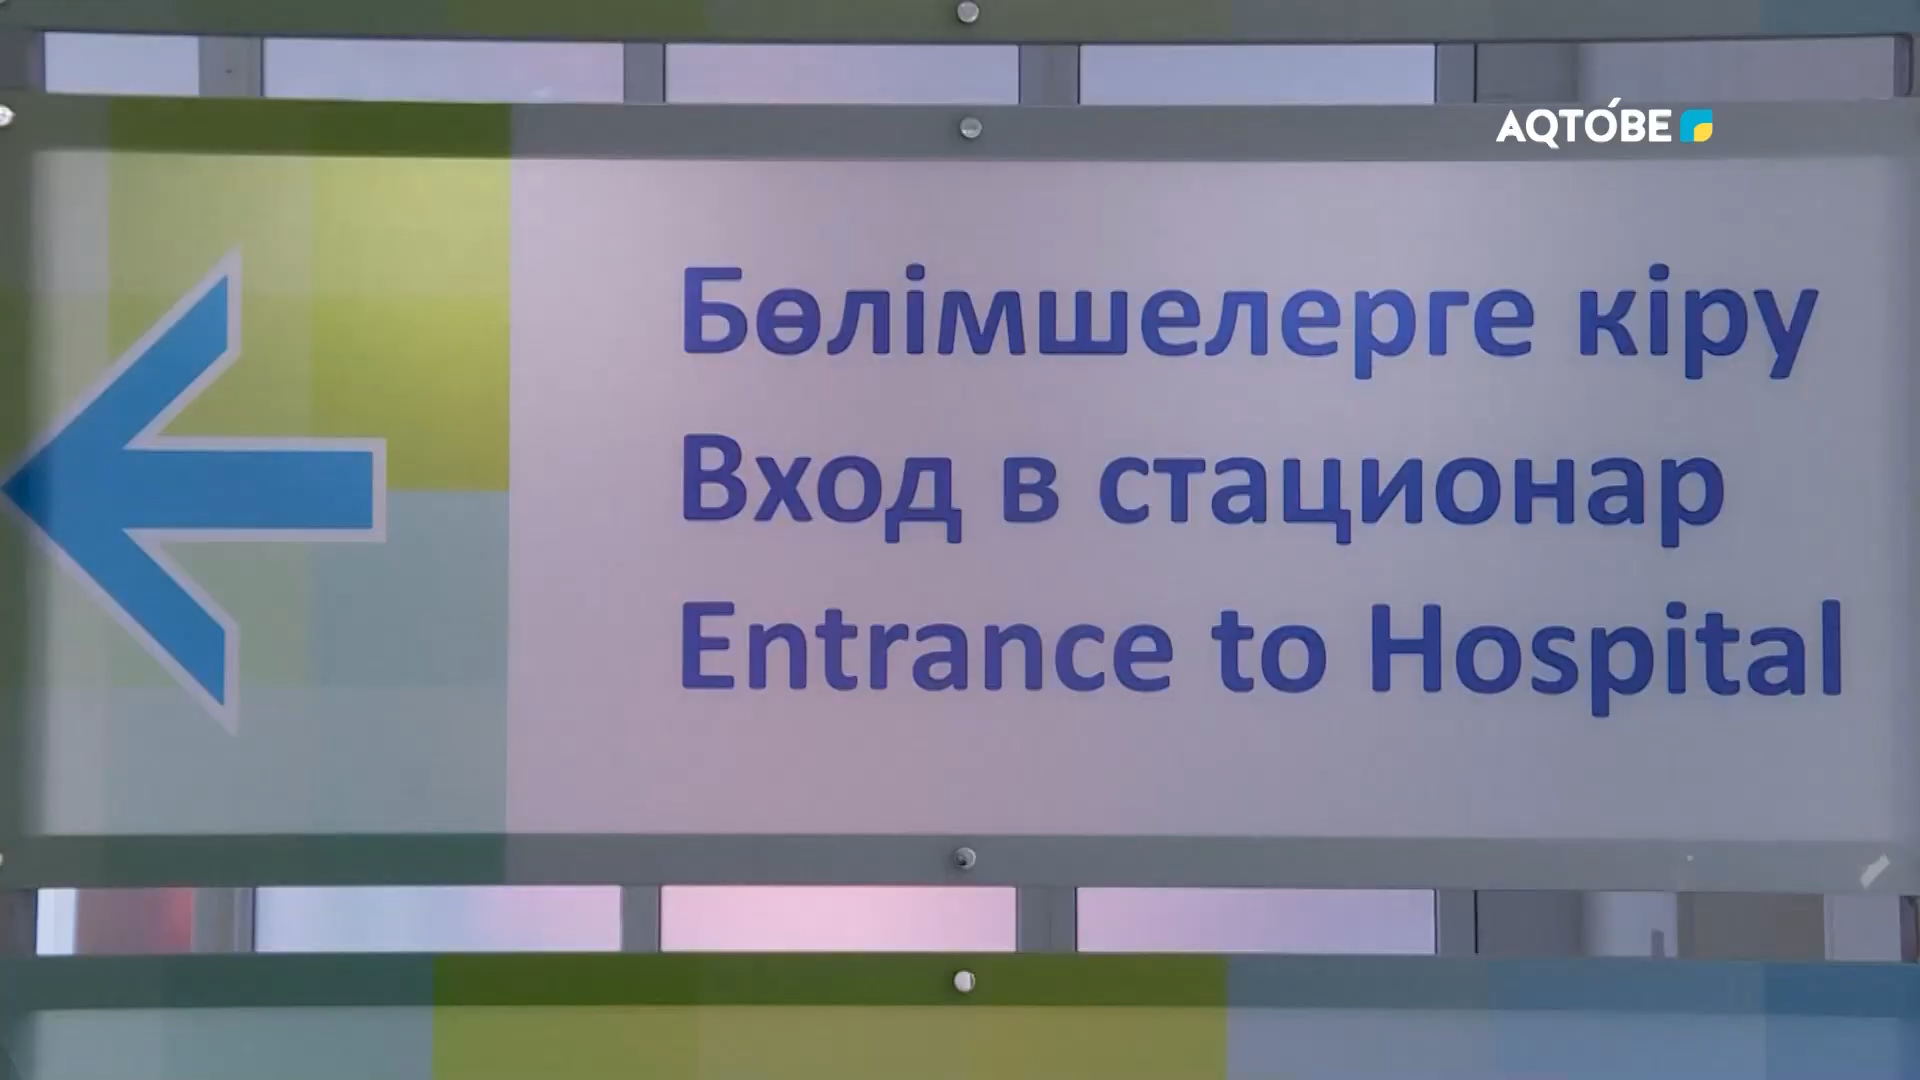 AQTÓBE
Бөлімшелерге кіру
Вход в стационар
Entrance to Hospital